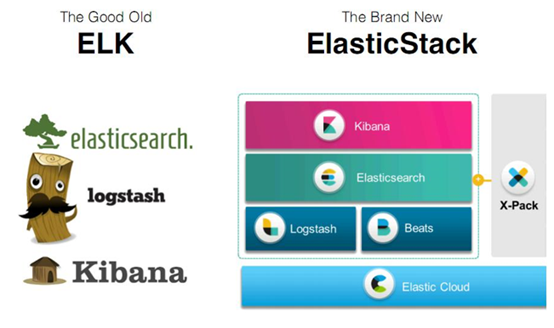 The Good Old
ELK
elasticsearch.
logstash
Kibana
The Brand New
ElasticStack
Kibana
Elasticsearch
Logstash
Beats
X-Pack
Elastic Cloud